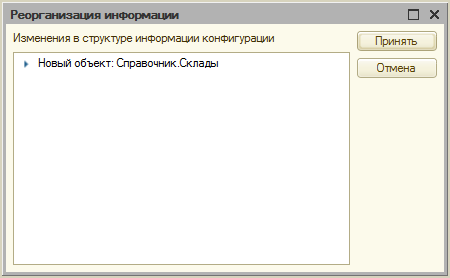 Реорганизация информации
Изменения в структуре информации конфигурации
Принять
Новый объект: Справочник.Склады
Отмена